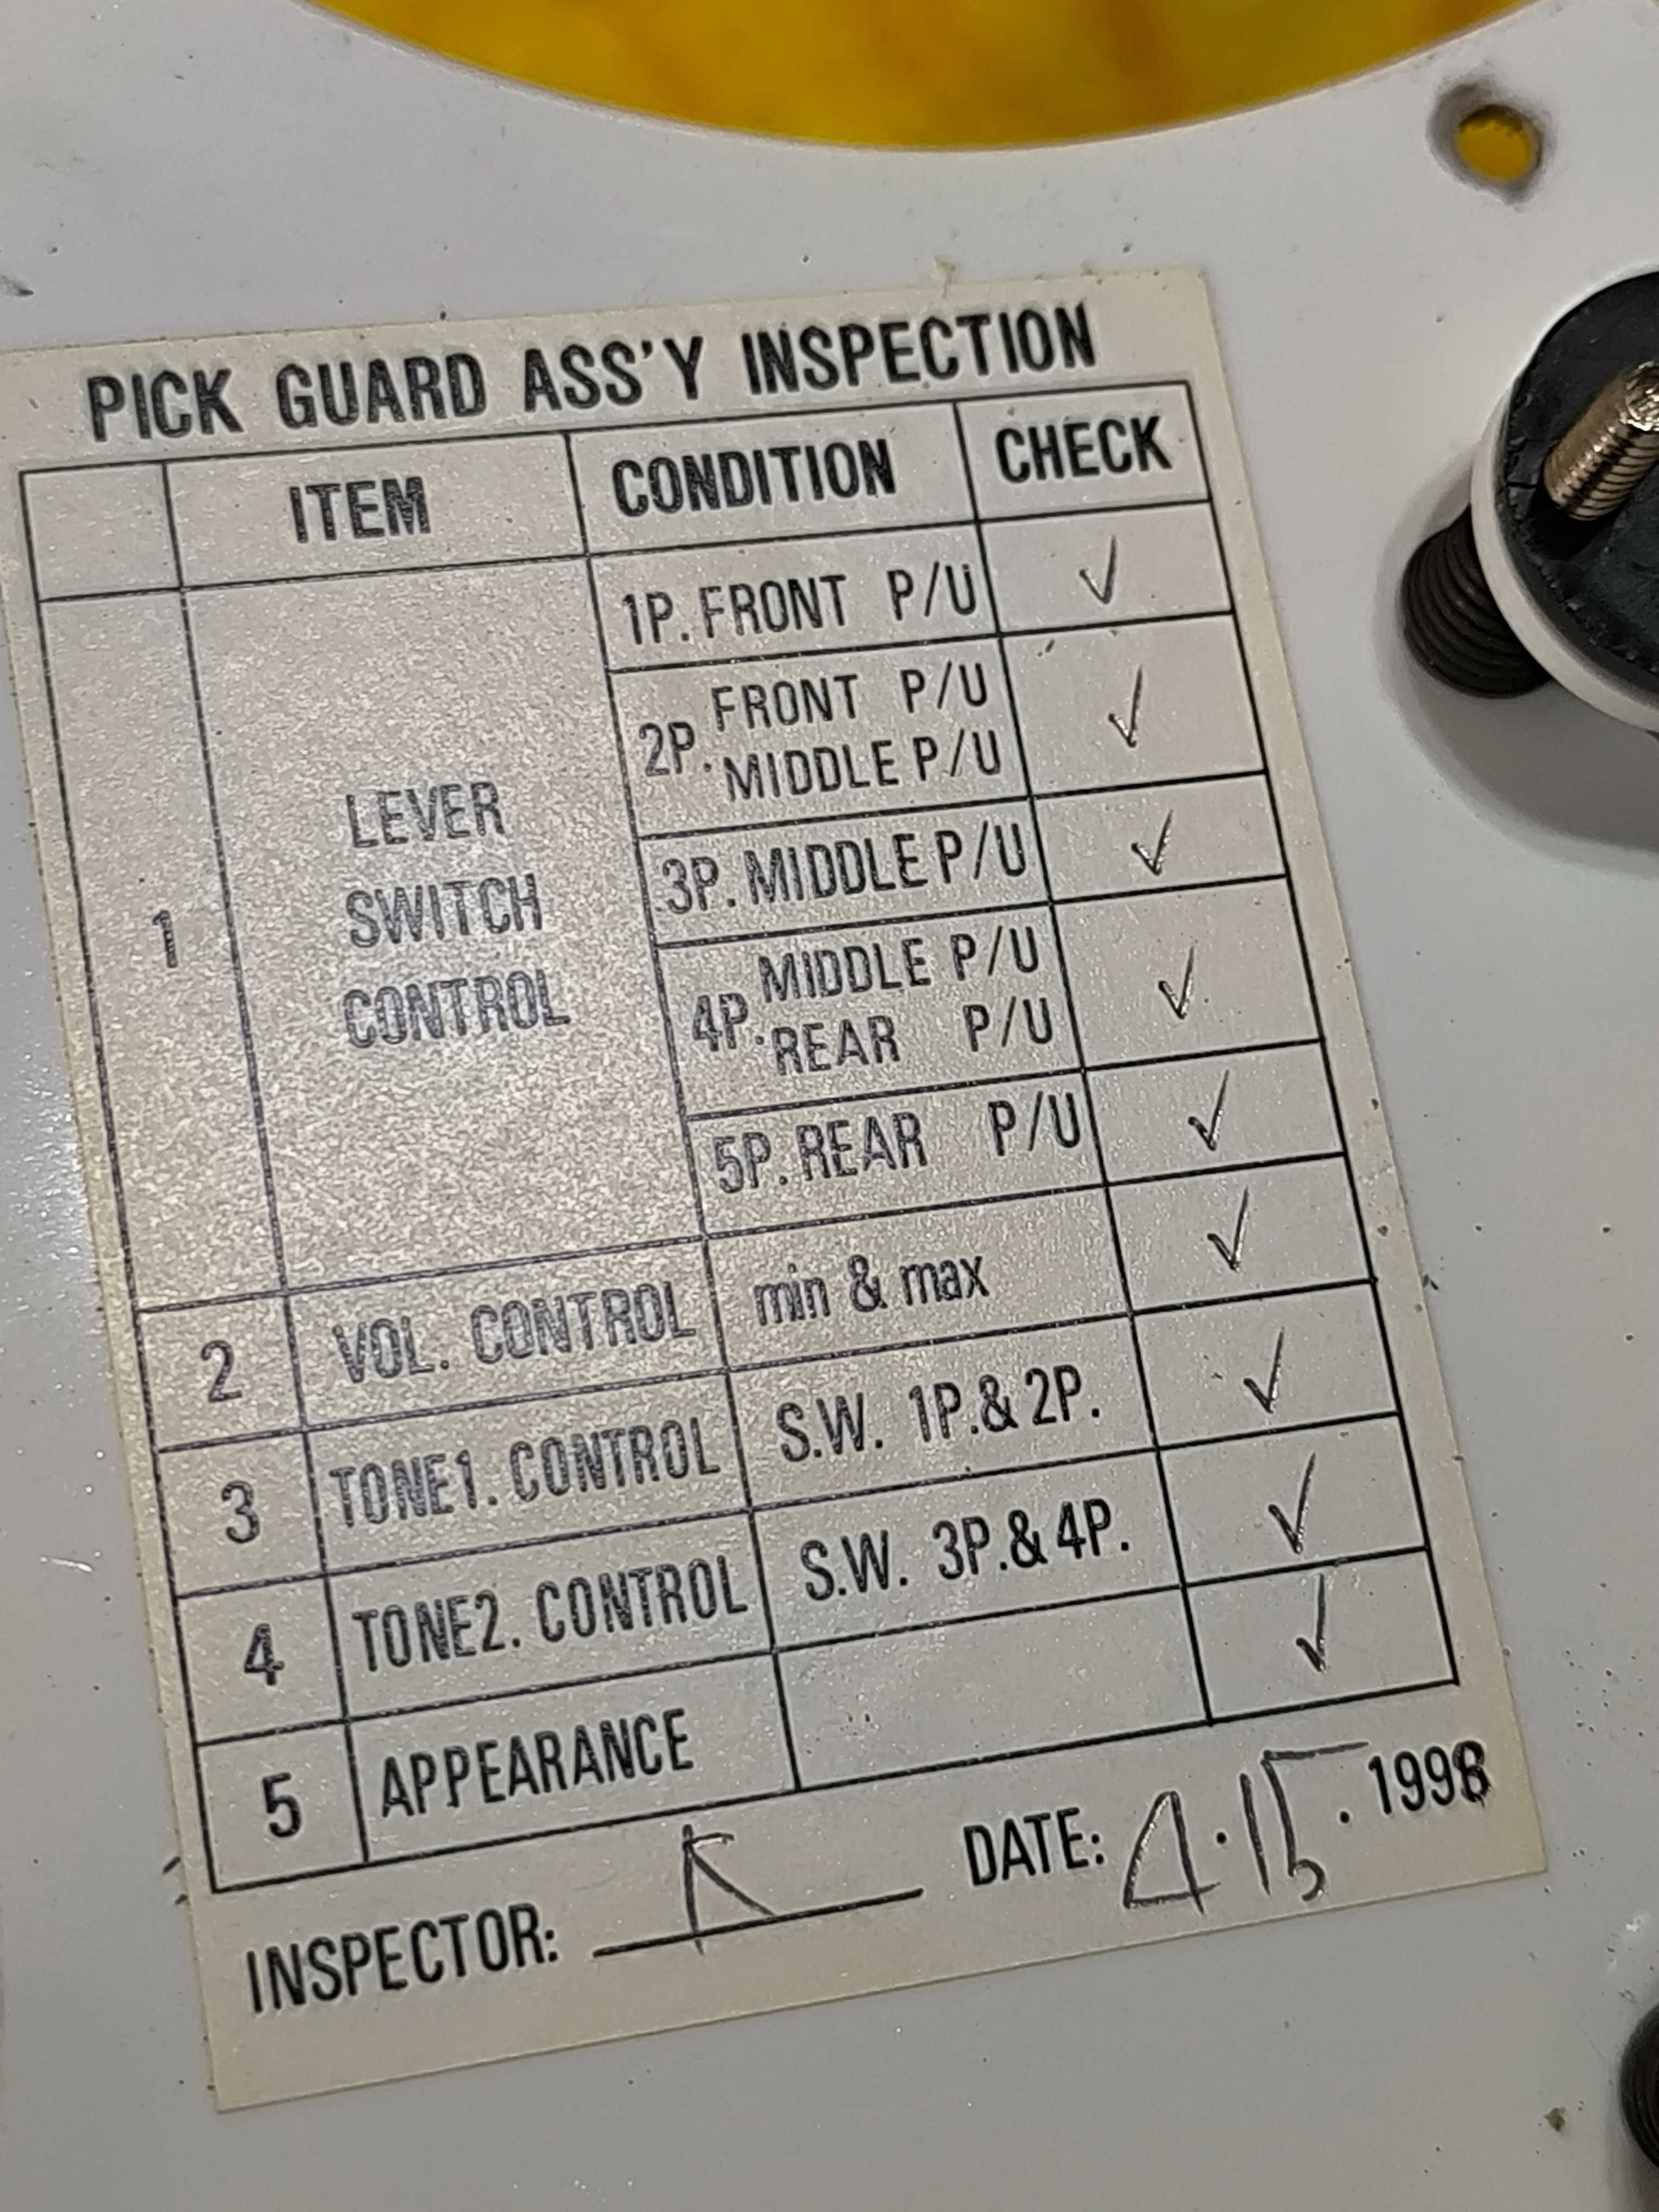 PICK GUARD ASS'Y INSPECTION
ITEM CONDITION CHECK
1 LEVER SWITCH CONTROL
1P. FRONT P/U ✓
2P. FRONT P/U
MIDDLE P/U ✓
3P. MIDDLE P/U ✓
4P. MIDDLE P/U
REAR P/U ✓
5P. REAR P/U ✓
2 VOL. CONTROL min & max ✓
3 TONE1. CONTROL S.W. 1P.& 2P. ✓
4 TONE2. CONTROL S.W. 3P.& 4P. ✓
5 APPEARANCE ✓
INSPECTOR: DATE: 4.15.1998